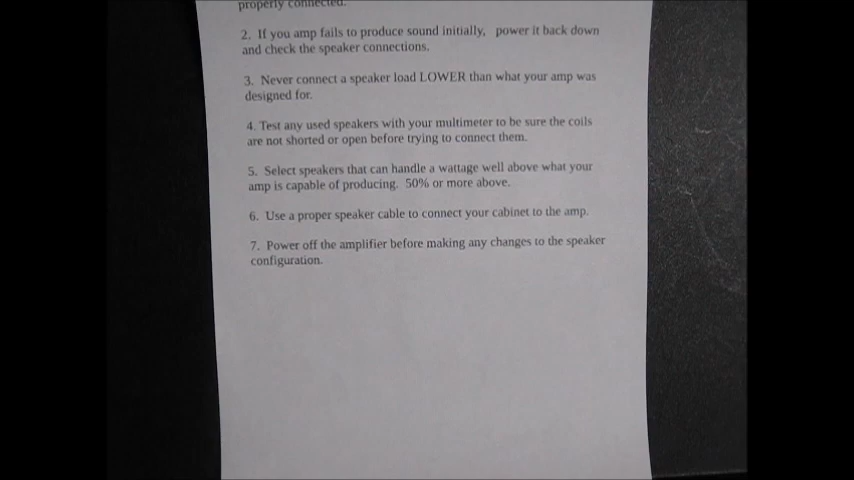 properly connected.
2. If you amp fails to produce sound initially, power it back down
and check the speaker connections.
3. Never connect a speaker load LOWER than what your amp was
designed for.
4. Test any used speakers with your multimeter to be sure the coils
are not shorted or open before trying to connect them.
5. Select speakers that can handle a wattage well above what your
amp is capable of producing. 50% or more above.
6. Use a proper speaker cable to connect your cabinet to the amp.
7. Power off the amplifier before making any changes to the speaker
configuration.